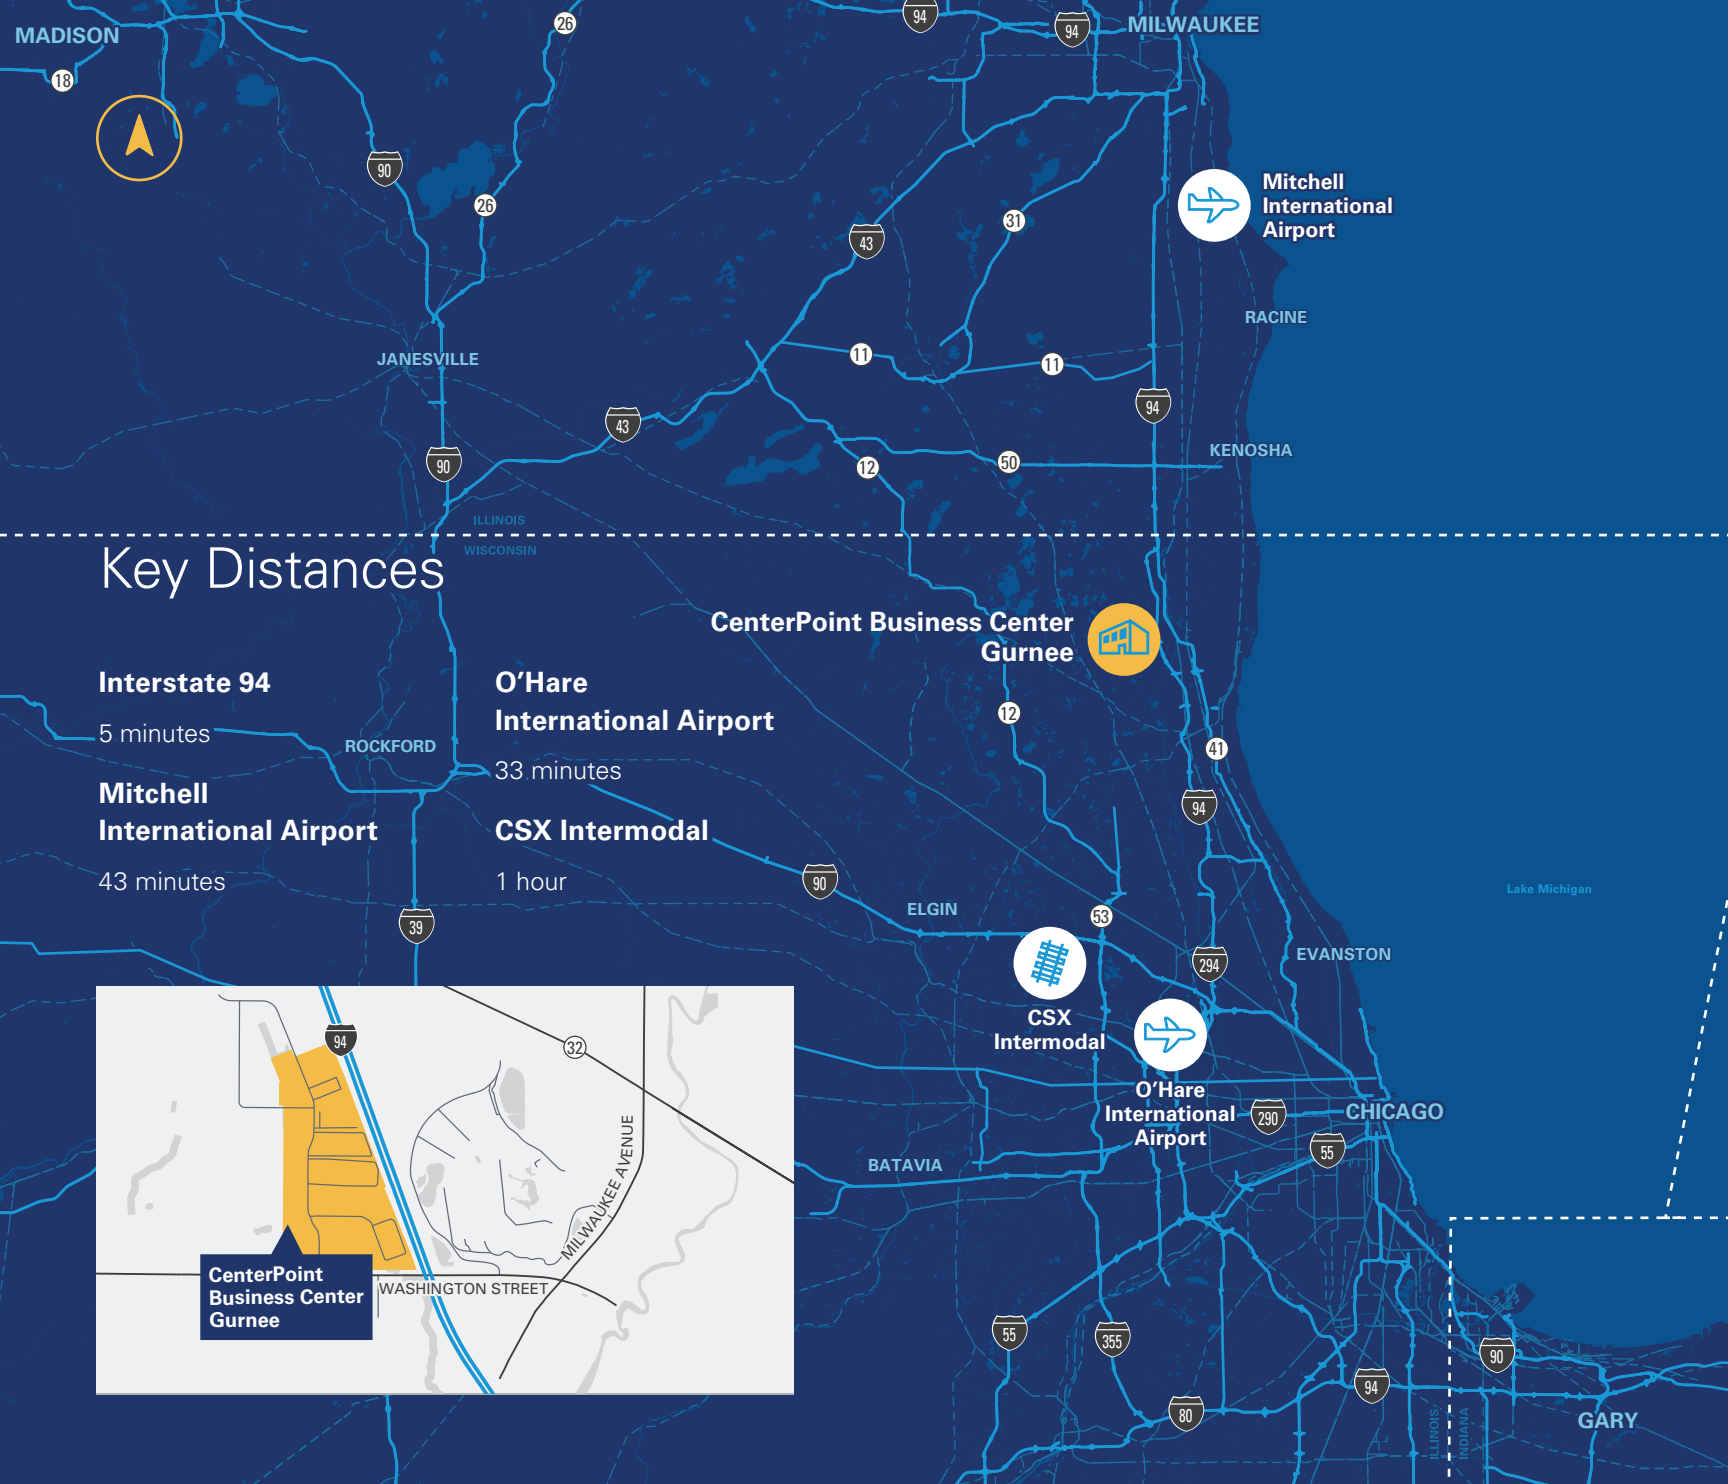 MADISON
18
26
94
94
MILWAUKEE
90
26
43
31
Mitchell
International
Airport
RACINE
JANESVILLE
11
11
94
43
90
12
50
KENOSHA
ILLINOIS
WISCONSIN
Key Distances
CenterPoint Business Center
Gurnee
Interstate 94
5 minutes
Mitchell
International Airport
43 minutes
O'Hare
International Airport
33 minutes
CSX Intermodal
1 hour
ROCKFORD
12
41
94
90
39
ELGIN
53
Lake Michigan
294
EVANSTON
CSX
Intermodal
O'Hare
International
Airport
290
CHICAGO
55
BATAVIA
55
355
80
94
90
GARY
ILLINOIS
INDIANA
94
32
MILWAUKEE AVENUE
WASHINGTON STREET
CenterPoint
Business Center
Gurnee